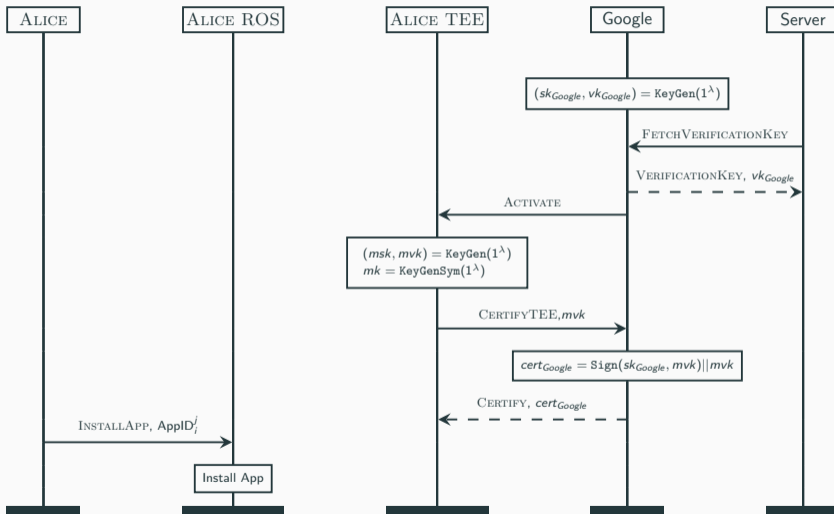 ALICE
ALICE ROS
ALICE TEE
Google
Server
(sk_Google, vk_Google) = KeyGen(1^λ)
FETCHVERIFICATIONKEY
VERIFICATIONKEY, vk_Google
ACTIVATE
(msk, mvk) = KeyGen(1^λ)
mk = KeyGenSym(1^λ)
CERTIFYTEE,mvk
cert_Google = Sign(sk_Google, mvk)||mvk
CERTIFY, cert_Google
INSTALLAPP, AppID_i^j
Install App